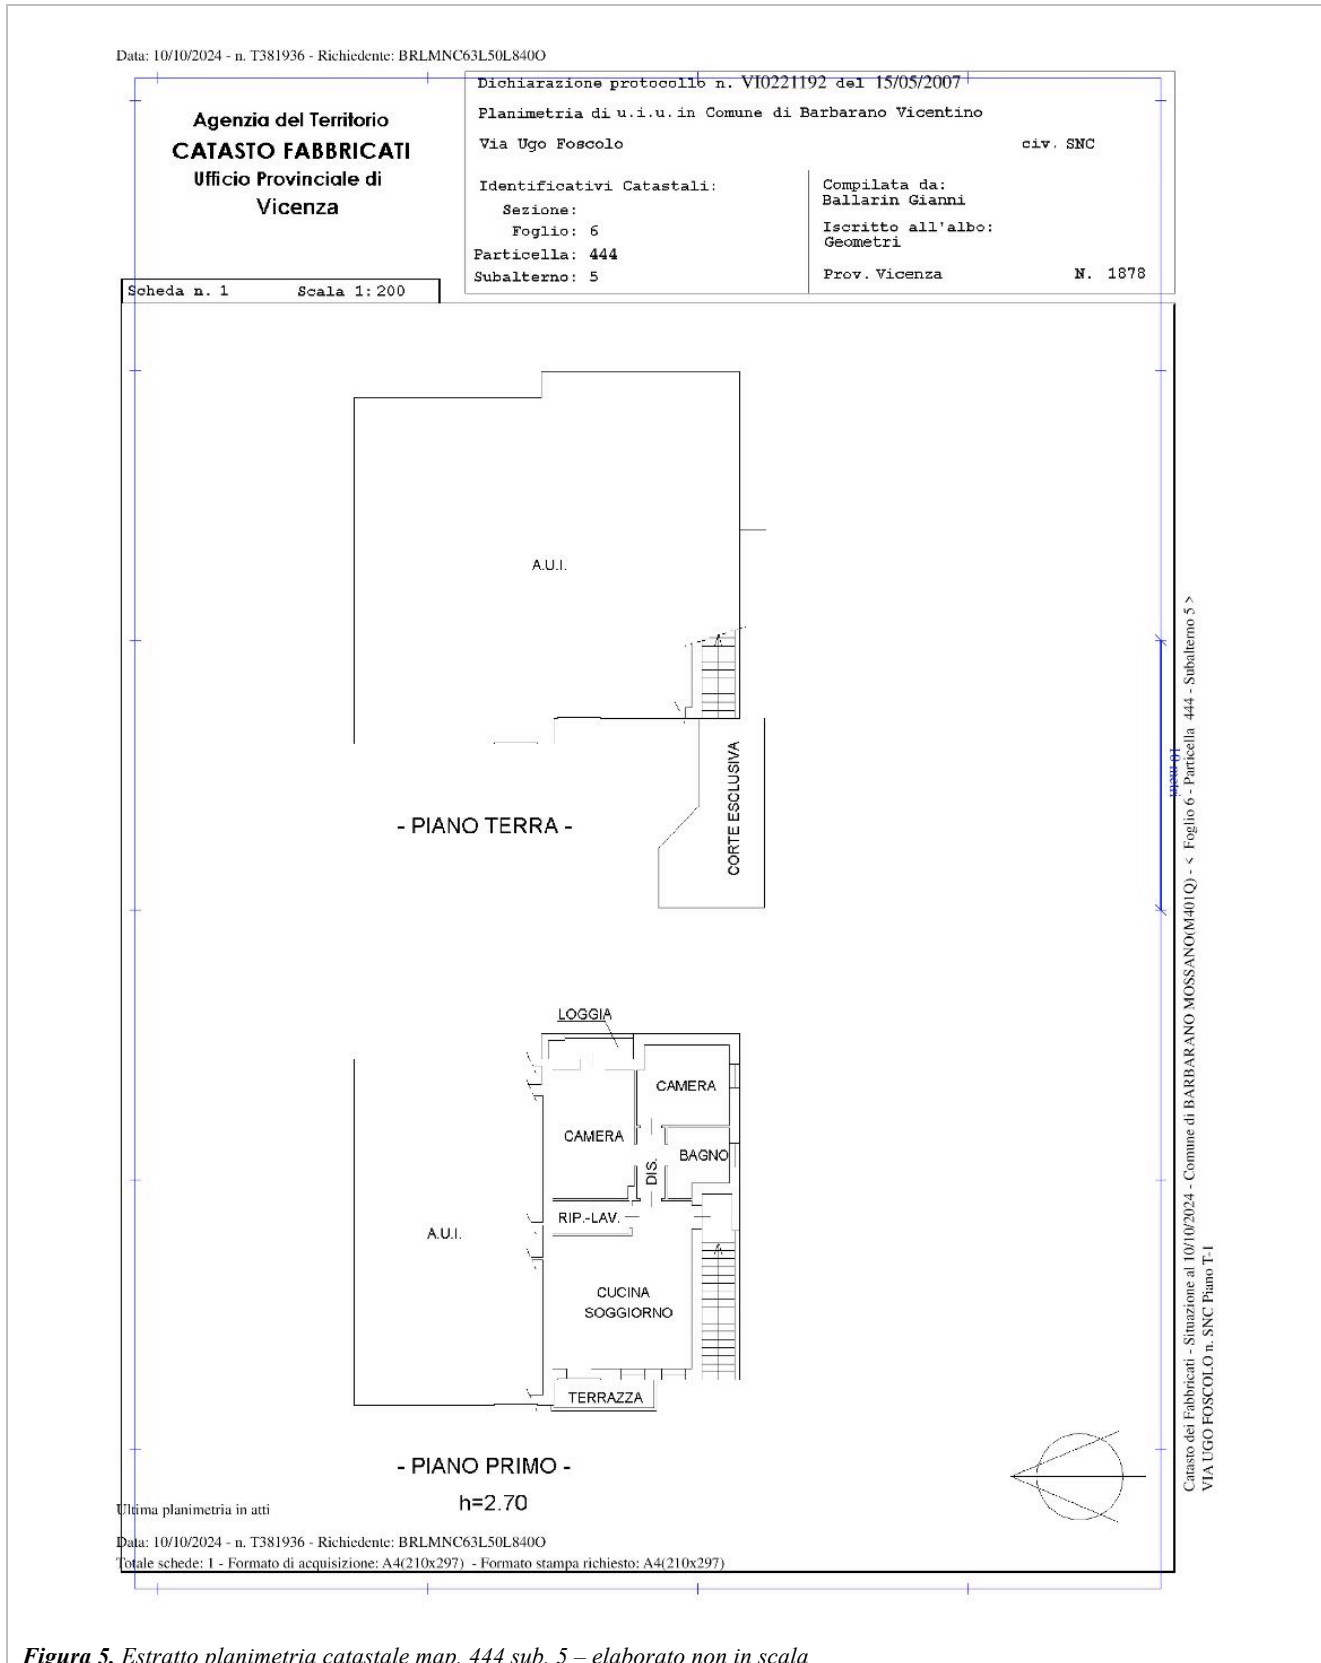 Data: 10/10/2024 - n. T381936 - Richiedente: BRLMNC63L50L840O
Agenzia del Territorio
CATASTO FABBRICATI
Ufficio Provinciale di
Vicenza
Dichiarazione protocollo n. VI0221192 del 15/05/2007
Planimetria di u.i.u. in Comune di Barbarano Vicentino
Via Ugo Foscolo civ. SNC
Identificativi Catastali:
Sezione:
Foglio: 6
Particella: 444
Subalterno: 5
Compilata da:
Ballarin Gianni
Iscritto all'albo:
Geometri
Prov. Vicenza N. 1878
Scheda n. 1 Scala 1:200
A.U.I.
CORTE ESCLUSIVA
- PIANO TERRA -
10 metri
LOGGIA
CAMERA
CAMERA
BAGNO
DIS.
RIP.-LAV.
A.U.I.
CUCINA
SOGGIORNO
TERRAZZA
- PIANO PRIMO -
h=2.70
Catasto dei Fabbricati - Situazione al 10/10/2024 - Comune di BARBARANO MOSSANO(M401Q) - < Foglio 6 - Particella 444 - Subalterno 5 >
VIA UGO FOSCOLO n. SNC Piano T-1
Ultima planimetria in atti
Data: 10/10/2024 - n. T381936 - Richiedente: BRLMNC63L50L840O
Totale schede: 1 - Formato di acquisizione: A4(210x297) - Formato stampa richiesto: A4(210x297)
Figura 5. Estratto planimetria catastale map. 444 sub. 5 – elaborato non in scala